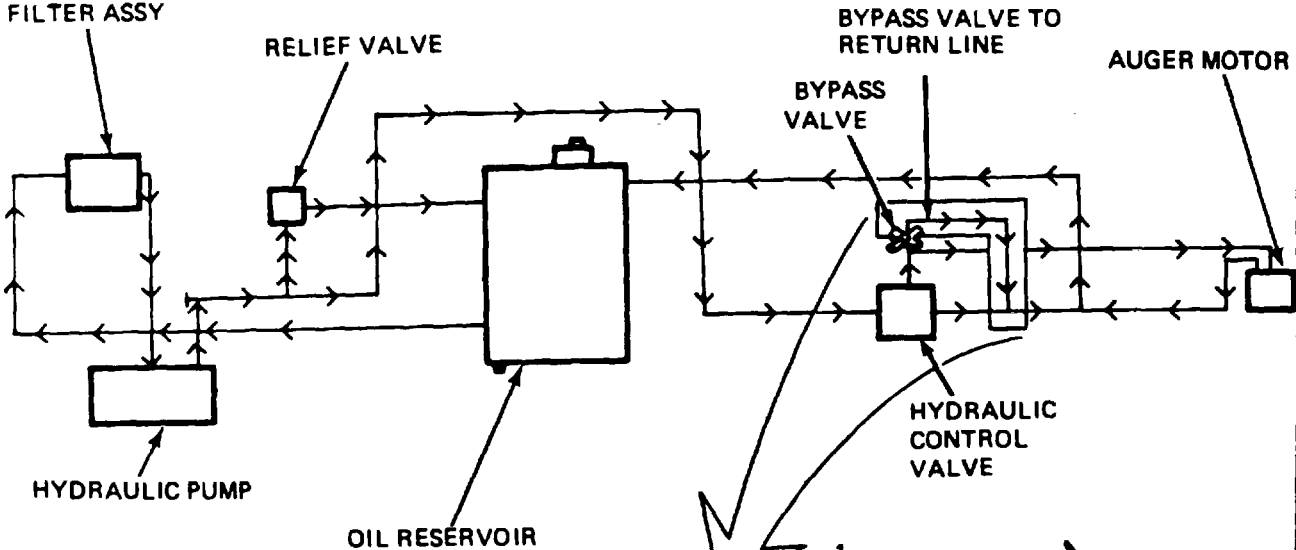 FILTER ASSY
RELIEF VALVE
BYPASS VALVE TO
RETURN LINE
BYPASS
VALVE
AUGER MOTOR
HYDRAULIC
CONTROL
VALVE
HYDRAULIC PUMP
OIL RESERVOIR